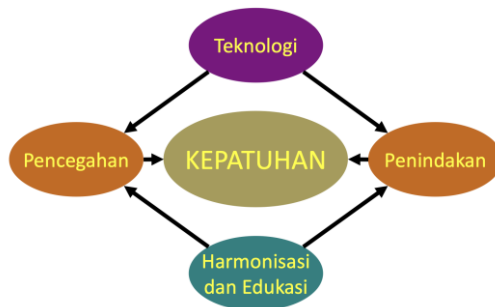 Teknologi
Pencegahan
KEPATUHAN
Penindakan
Harmonisasi
dan Edukasi